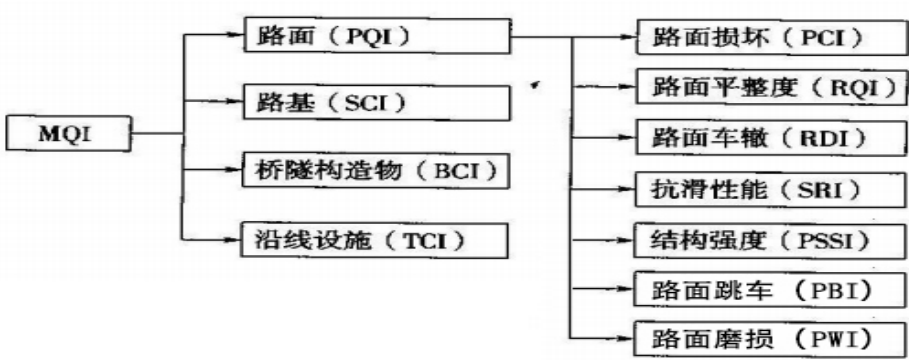 MQI
路面（PQI）
路基（SCI）
桥隧构造物（BCI）
沿线设施（TCI）
路面损坏（PCI）
路面平整度（RQI）
路面车辙（RDI）
抗滑性能（SRI）
结构强度（PSSI）
路面跳车（PBI）
路面磨损（PWI）